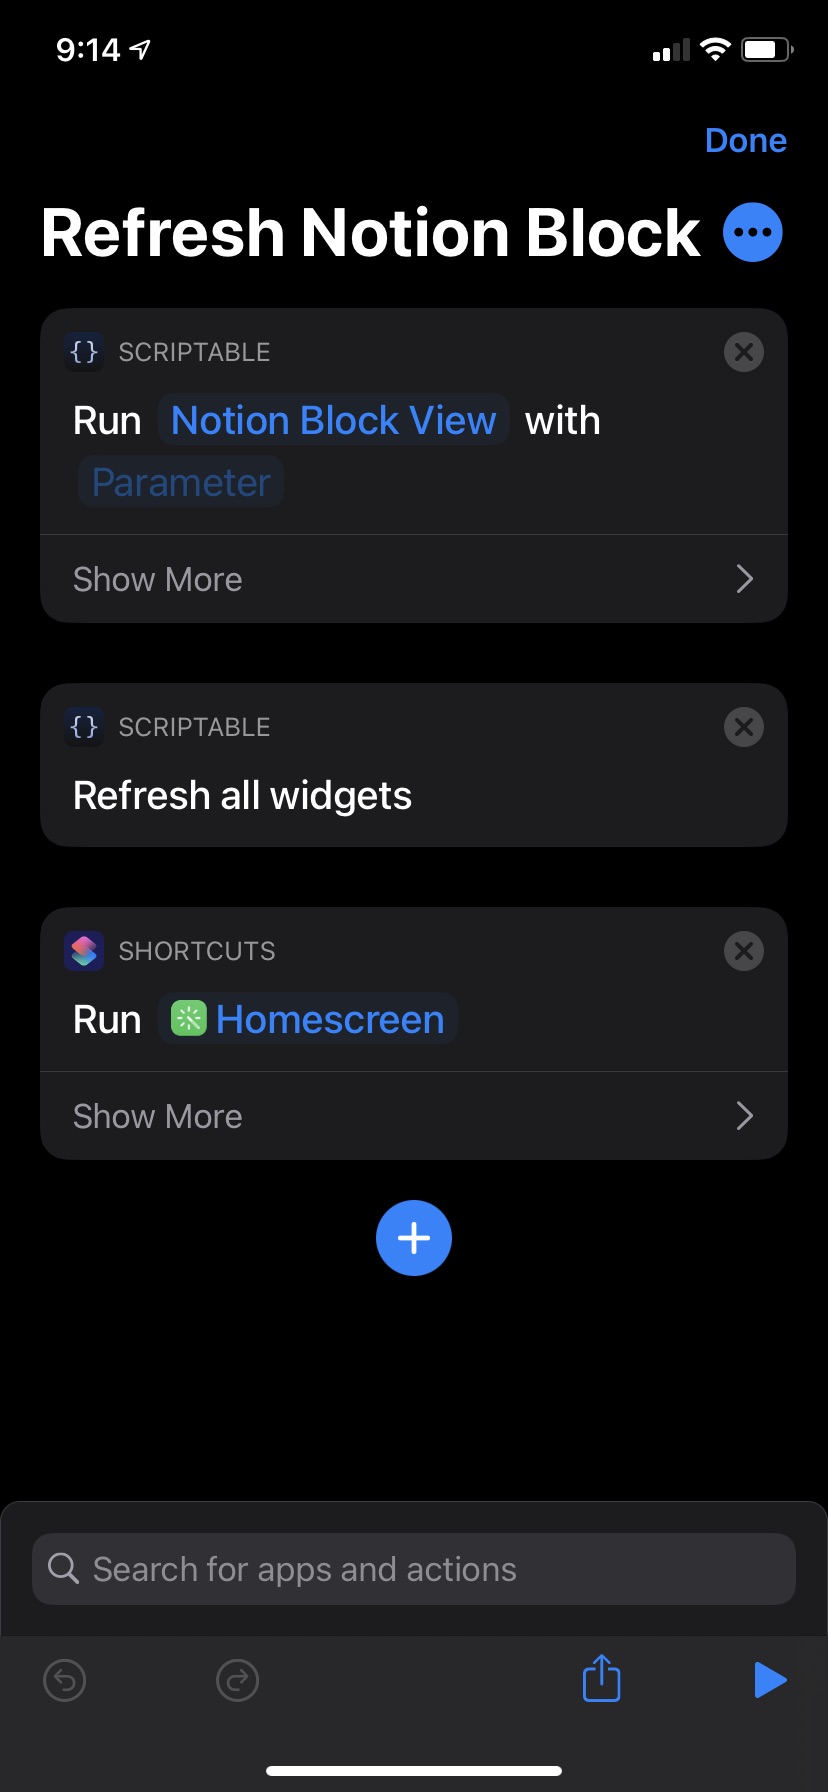 9:14
Done
Refresh Notion Block
{} SCRIPTABLE
Run Notion Block View with
Parameter
Show More
{} SCRIPTABLE
Refresh all widgets
SHORTCUTS
Run Homescreen
Show More
Search for apps and actions